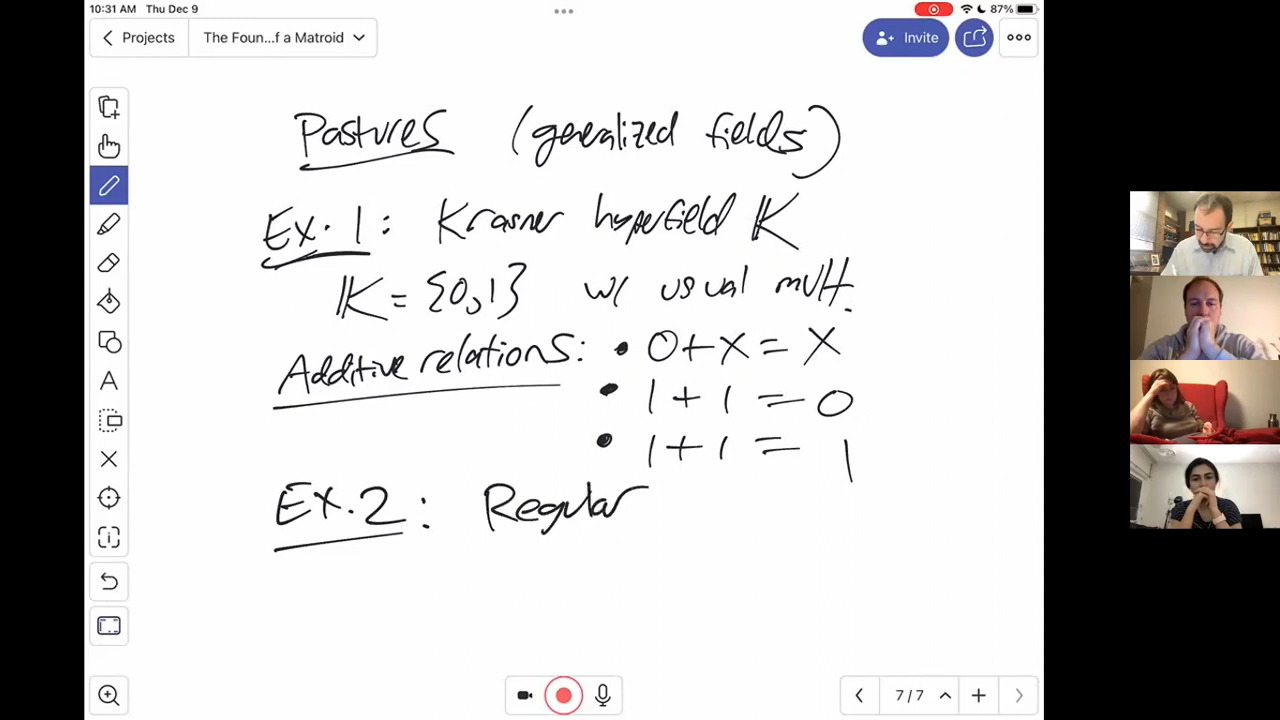 10:31 AM Thu Dec 9
87%
Projects
The Foun...f a Matroid
Invite
Pastures (generalized fields)
Ex. 1: Krasner hyperfield 𝕂
𝕂 = {0,1} w/ usual mult.
Additive relations: • 0+x=x
• 1+1=0
• 1+1=1
EX.2: Regular
A
7/7